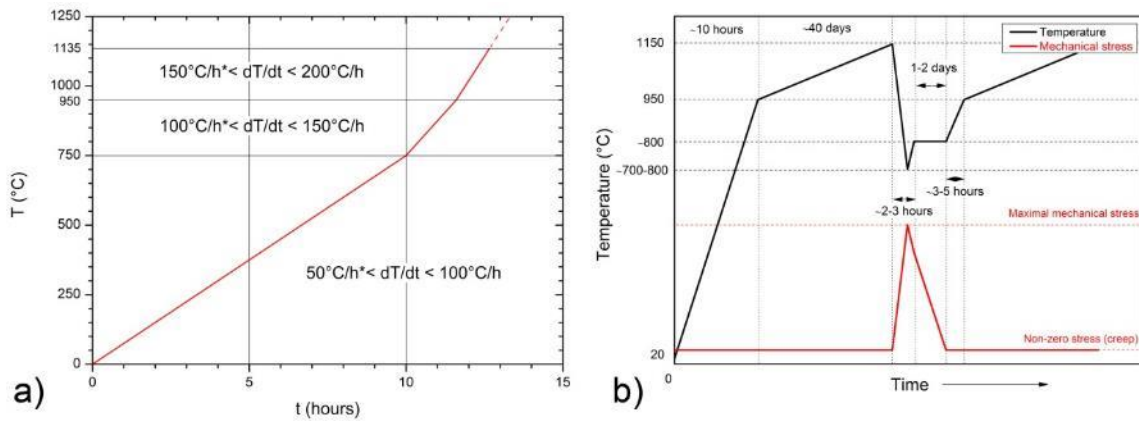 1250
1135
1000
950
750
500
250
0
T (°C)
150°C/h*< dT/dt < 200°C/h
100°C/h*< dT/dt < 150°C/h
50°C/h*< dT/dt < 100°C/h
0
5
10
15
t (hours)
a)
~10 hours
~40 days
Temperature
Mechanical stress
1150
1-2 days
950
~800
~700-800
~3-5 hours
~2-3 hours
Maximal mechanical stress
Temperature (°C)
Non-zero stress (creep)
20
0
Time
b)